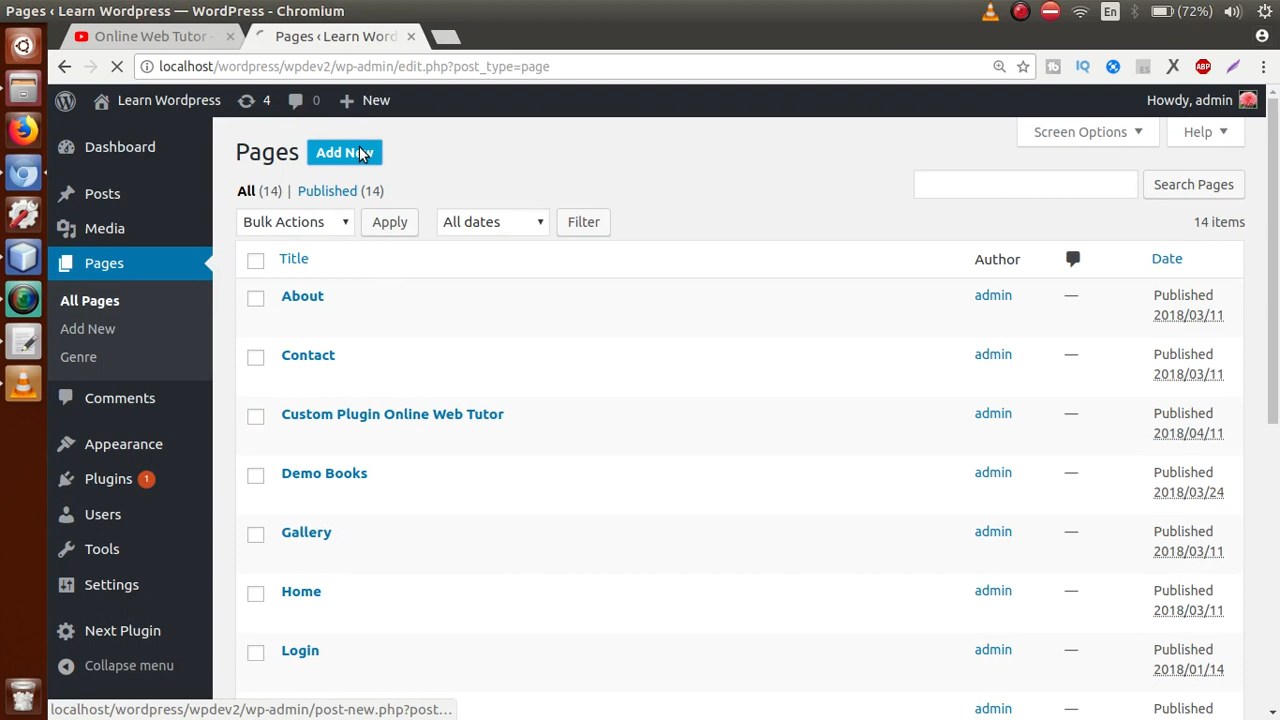 Pages ‹ Learn Wordpress — WordPress - Chromium
En
(72%)
Online Web Tutor -
Pages ‹ Learn Word
localhost/wordpress/wpdev2/wp-admin/edit.php?post_type=page
Learn Wordpress
4
0
New
Howdy, admin
Dashboard
Posts
Media
Pages
All Pages
Add New
Genre
Comments
Appearance
Plugins 1
Users
Tools
Settings
Next Plugin
Collapse menu
Pages
Add New
Screen Options
Help
All (14) | Published (14)
Search Pages
Bulk Actions
Apply
All dates
Filter
14 items
Title
Author
Date
About
admin
—
Published
2018/03/11
Contact
admin
—
Published
2018/03/11
Custom Plugin Online Web Tutor
admin
—
Published
2018/04/11
Demo Books
admin
—
Published
2018/03/24
Gallery
admin
—
Published
2018/03/11
Home
admin
—
Published
2018/03/11
Login
admin
—
Published
2018/01/14
Published
localhost/wordpress/wpdev2/wp-admin/post-new.php?post…